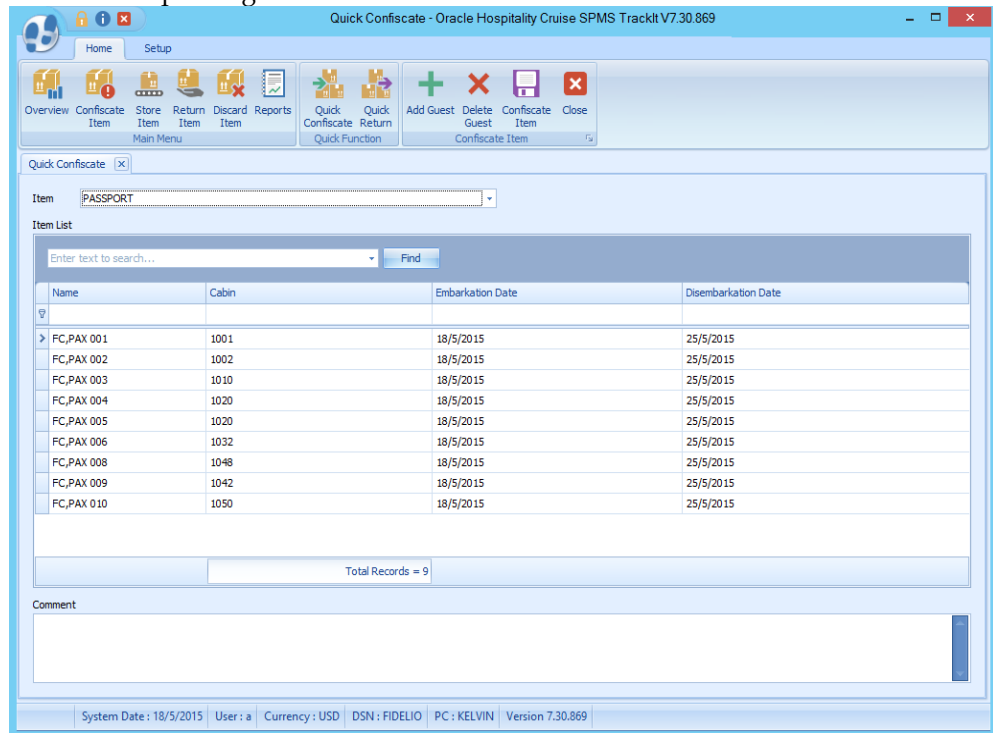 Quick Confiscate - Oracle Hospitality Cruise SPMS TrackIt V7.30.869
Home Setup
Overview Confiscate Item Store Item Return Item Discard Item Reports Quick Confiscate Quick Return Add Guest Delete Guest Confiscate Item Close
Main Menu Quick Function Confiscate Item
Quick Confiscate
Item PASSPORT
Item List
Enter text to search... Find
Name Cabin Embarkation Date Disembarkation Date
FC,PAX 001 1001 18/5/2015 25/5/2015
FC,PAX 002 1002 18/5/2015 25/5/2015
FC,PAX 003 1010 18/5/2015 25/5/2015
FC,PAX 004 1020 18/5/2015 25/5/2015
FC,PAX 005 1020 18/5/2015 25/5/2015
FC,PAX 006 1032 18/5/2015 25/5/2015
FC,PAX 008 1048 18/5/2015 25/5/2015
FC,PAX 009 1042 18/5/2015 25/5/2015
FC,PAX 010 1050 18/5/2015 25/5/2015
Total Records = 9
Comment
System Date : 18/5/2015 User : a Currency : USD DSN : FIDELIO PC : KELVIN Version 7.30.869